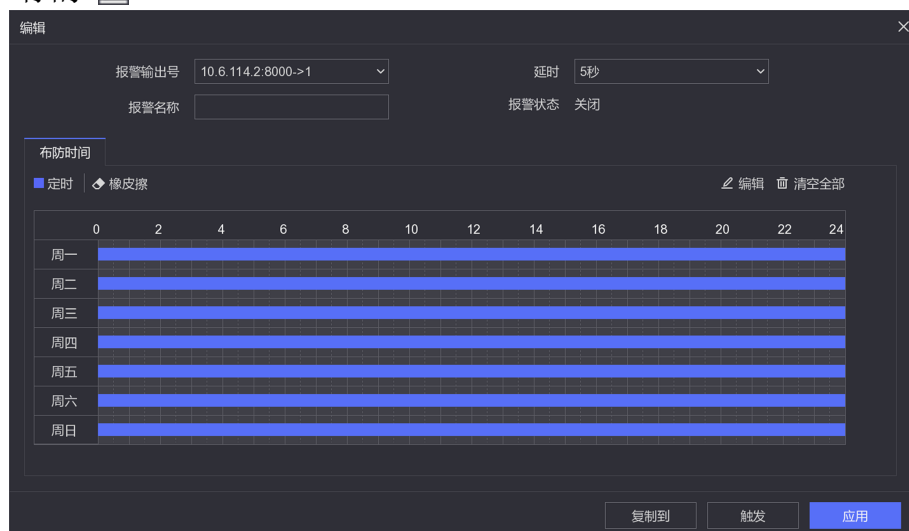 编辑
报警输出号 10.6.114.2:8000->1 延时 5秒
报警名称 报警状态 关闭
布防时间
定时 橡皮擦 编辑 清空全部
0 2 4 6 8 10 12 14 16 18 20 22 24
周一
周二
周三
周四
周五
周六
周日
复制到 触发 应用